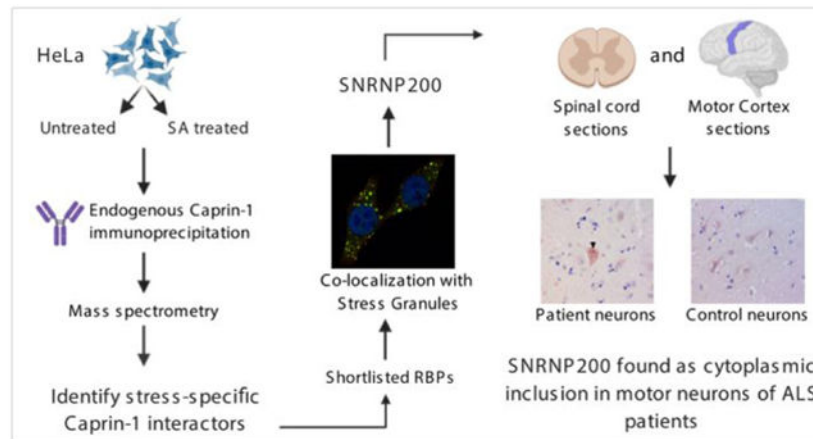 HeLa
Untreated
SA treated
Endogenous Caprin-1
immunoprecipitation
Mass spectrometry
Identify stress-specific
Caprin-1 interactors
Shortlisted RBPs
Co-localization with
Stress Granules
SNRNP200
and
Spinal cord
sections
Motor Cortex
sections
Patient neurons
Control neurons
SNRNP200 found as cytoplasmic
inclusion in motor neurons of ALS
patients